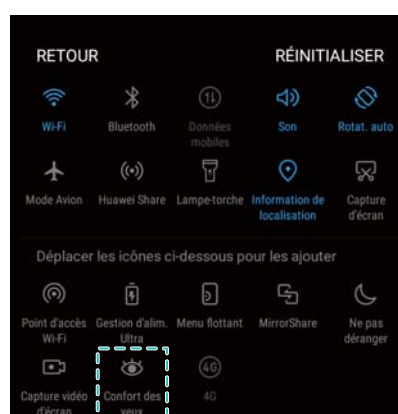 RETOUR RÉINITIALISER
Wi-Fi Bluetooth Données mobiles Son Rotat. auto
Mode Avion Huawei Share Lampe-torche Information de localisation Capture d'écran
Déplacer les icônes ci-dessous pour les ajouter
Point d'accès Wi-Fi Gestion d'alim. Ultra Menu flottant MirrorShare Ne pas déranger
4G
Capture vidéo d'écran Confort des yeux 4G